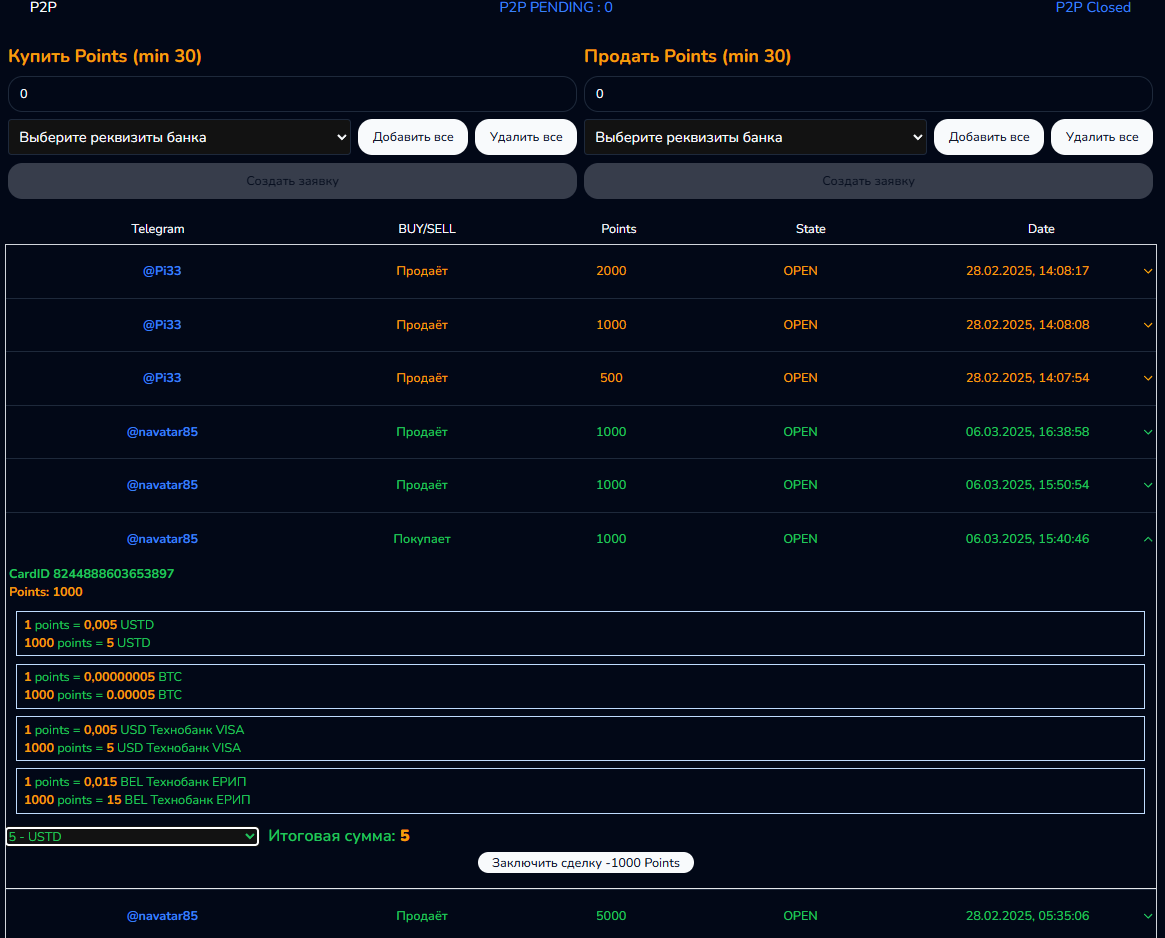 P2P P2P PENDING : 0 P2P Closed
Купить Points (min 30) Продать Points (min 30)
0 0
Выберите реквизиты банка Добавить все Удалить все Выберите реквизиты банка Добавить все Удалить все
Создать заявку Создать заявку
Telegram BUY/SELL Points State Date
@Pi33 Продаёт 2000 OPEN 28.02.2025, 14:08:17
@Pi33 Продаёт 1000 OPEN 28.02.2025, 14:08:08
@Pi33 Продаёт 500 OPEN 28.02.2025, 14:07:54
@navatar85 Продаёт 1000 OPEN 06.03.2025, 16:38:58
@navatar85 Продаёт 1000 OPEN 06.03.2025, 15:50:54
@navatar85 Покупает 1000 OPEN 06.03.2025, 15:40:46
CardID 8244888603653897
Points: 1000
1 points = 0,005 USTD
1000 points = 5 USTD
1 points = 0,00000005 BTC
1000 points = 0.00005 BTC
1 points = 0,005 USD Технобанк VISA
1000 points = 5 USD Технобанк VISA
1 points = 0,015 BEL Технобанк ЕРИП
1000 points = 15 BEL Технобанк ЕРИП
5 - USTD Итоговая сумма: 5
Заключить сделку -1000 Points
@navatar85 Продаёт 5000 OPEN 28.02.2025, 05:35:06